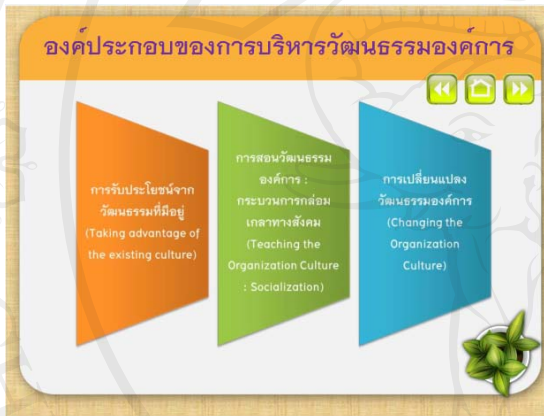 องค์ประกอบของการบริหารวัฒนธรรมองค์การ
การรับประโยชน์จาก
วัฒนธรรมที่มีอยู่
(Taking advantage of
the existing culture)
การสอนวัฒนธรรม
องค์การ :
กระบวนการกล่อม
เกลาทางสังคม
(Teaching the
Organization Culture
: Socialization)
การเปลี่ยนแปลง
วัฒนธรรมองค์การ
(Changing the
Organization
Culture)